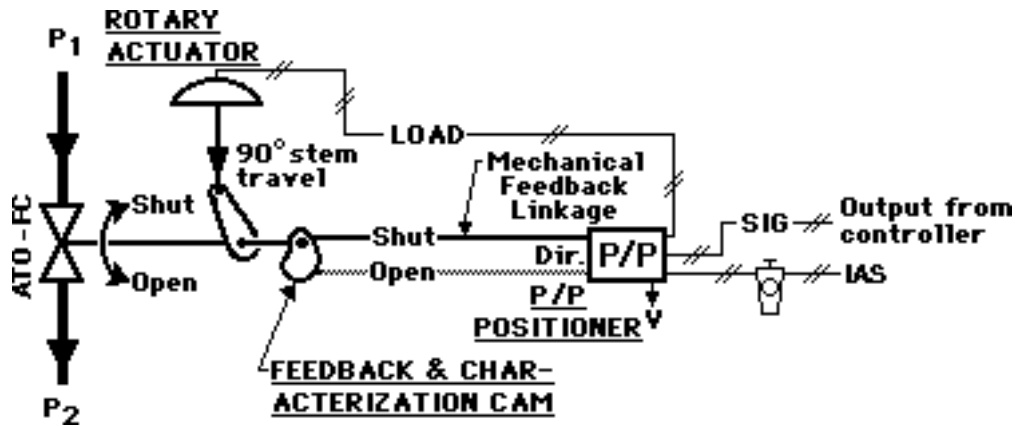 P1
ROTARY
ACTUATOR
LOAD
90° stem
travel
Mechanical
Feedback
Linkage
ATO-FC
Shut
Open
Shut
Open
Dir.
P/P
SIG
Output from
controller
IAS
P/P
POSITIONER
V
FEEDBACK & CHAR-
ACTERIZATION CAM
P2